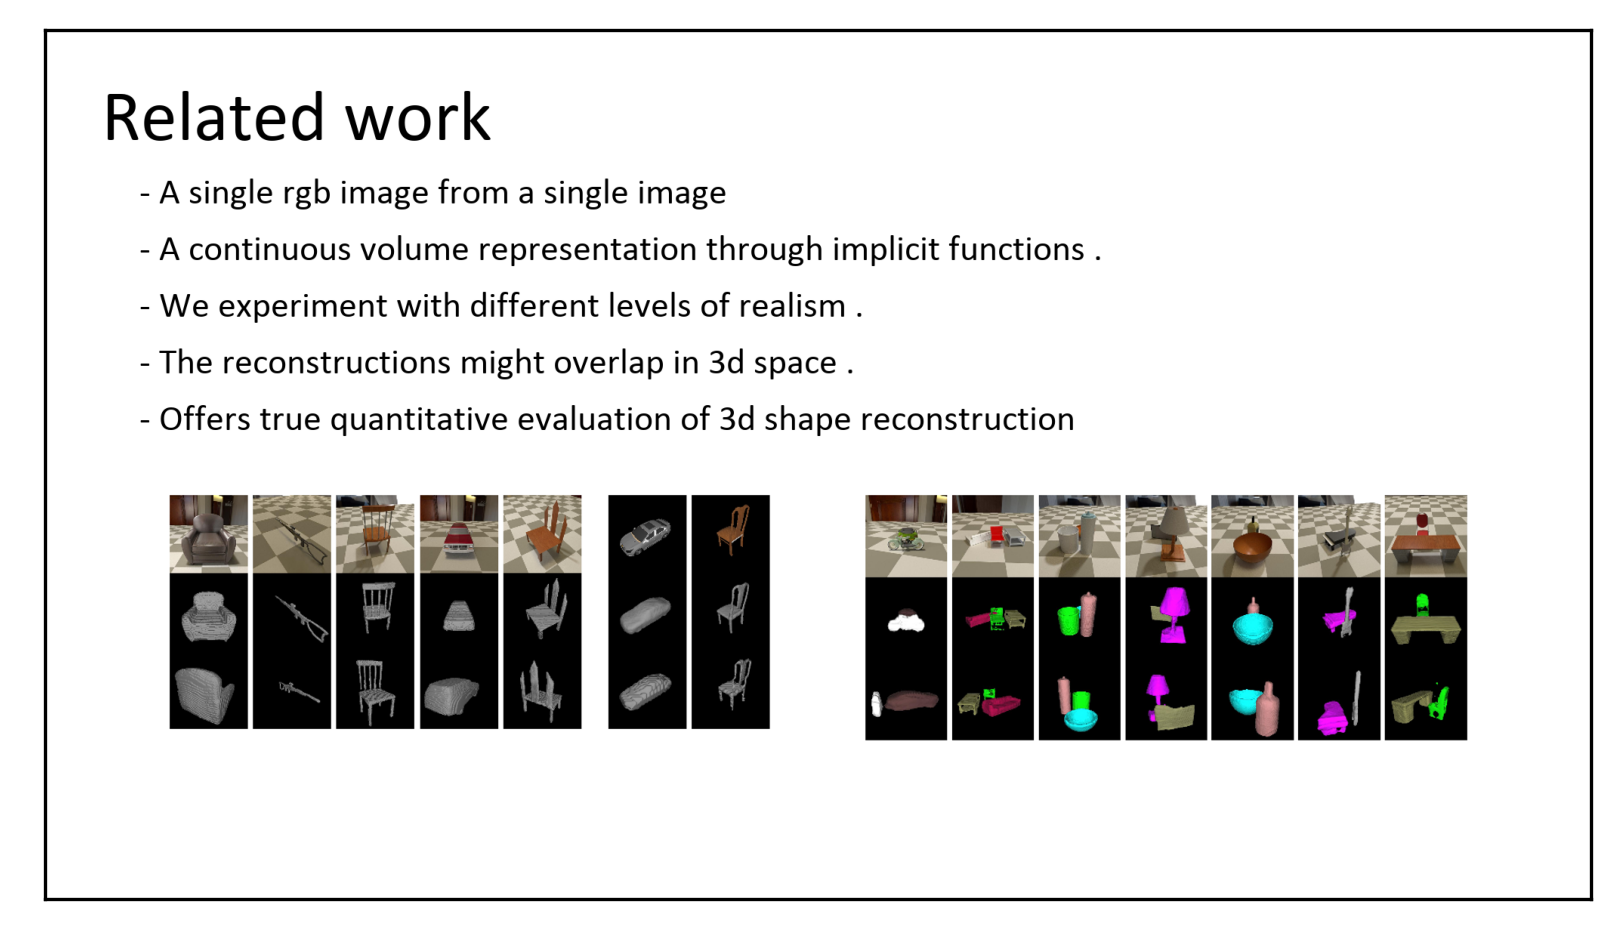 Related work
- A single rgb image from a single image
- A continuous volume representation through implicit functions .
- We experiment with different levels of realism .
- The reconstructions might overlap in 3d space .
- Offers true quantitative evaluation of 3d shape reconstruction